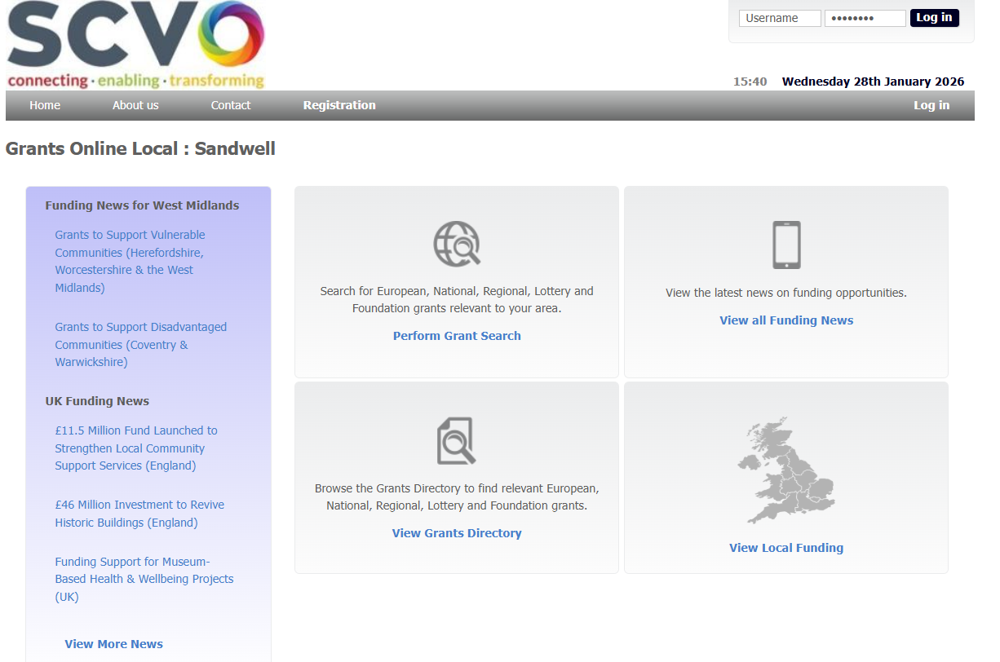 SCVO
connecting · enabling · transforming
Username
••••••••
Log in
15:40 Wednesday 28th January 2026
Home About us Contact Registration Log in
Grants Online Local : Sandwell
Funding News for West Midlands
Grants to Support Vulnerable
Communities (Herefordshire,
Worcestershire & the West
Midlands)
Grants to Support Disadvantaged
Communities (Coventry &
Warwickshire)
UK Funding News
£11.5 Million Fund Launched to
Strengthen Local Community
Support Services (England)
£46 Million Investment to Revive
Historic Buildings (England)
Funding Support for Museum-
Based Health & Wellbeing Projects
(UK)
View More News
Search for European, National, Regional, Lottery and
Foundation grants relevant to your area.
Perform Grant Search
View the latest news on funding opportunities.
View all Funding News
Browse the Grants Directory to find relevant European,
National, Regional, Lottery and Foundation grants.
View Grants Directory
View Local Funding